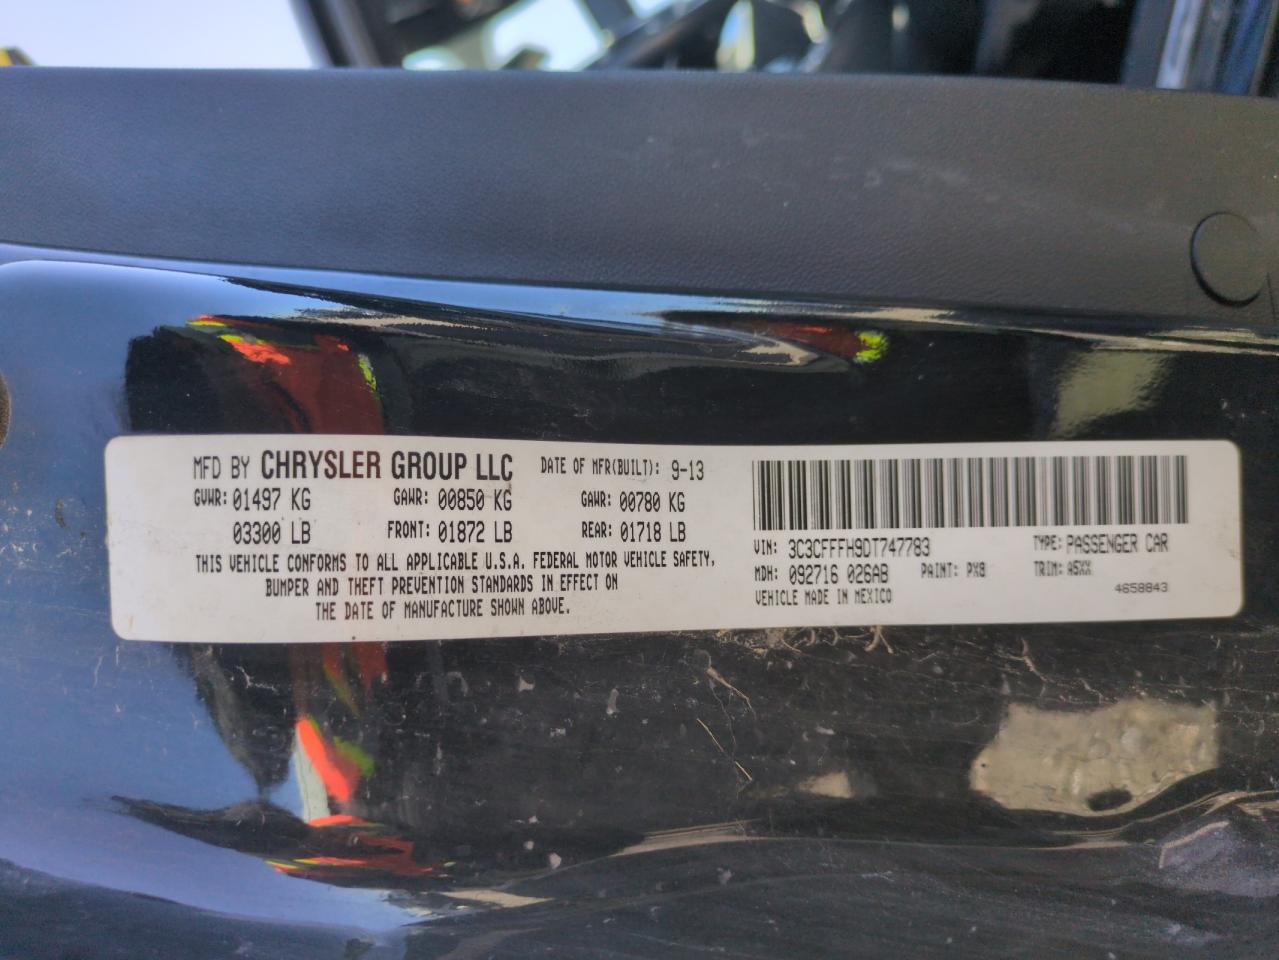 MFD BY CHRYSLER GROUP LLC DATE OF MFR(BUILT): 9-13
GVWR: 01497 KG GAWR: 00850 KG GAWR: 00780 KG
03300 LB FRONT: 01872 LB REAR: 01718 LB
THIS VEHICLE CONFORMS TO ALL APPLICABLE U.S.A. FEDERAL MOTOR VEHICLE SAFETY,
BUMPER AND THEFT PREVENTION STANDARDS IN EFFECT ON
THE DATE OF MANUFACTURE SHOWN ABOVE.
VIN: 3C3CFFFH9DT747783 TYPE: PASSENGER CAR
MDH: 092716 026AB PAINT: PX8 TRIM: A5XX
VEHICLE MADE IN MEXICO 4658843